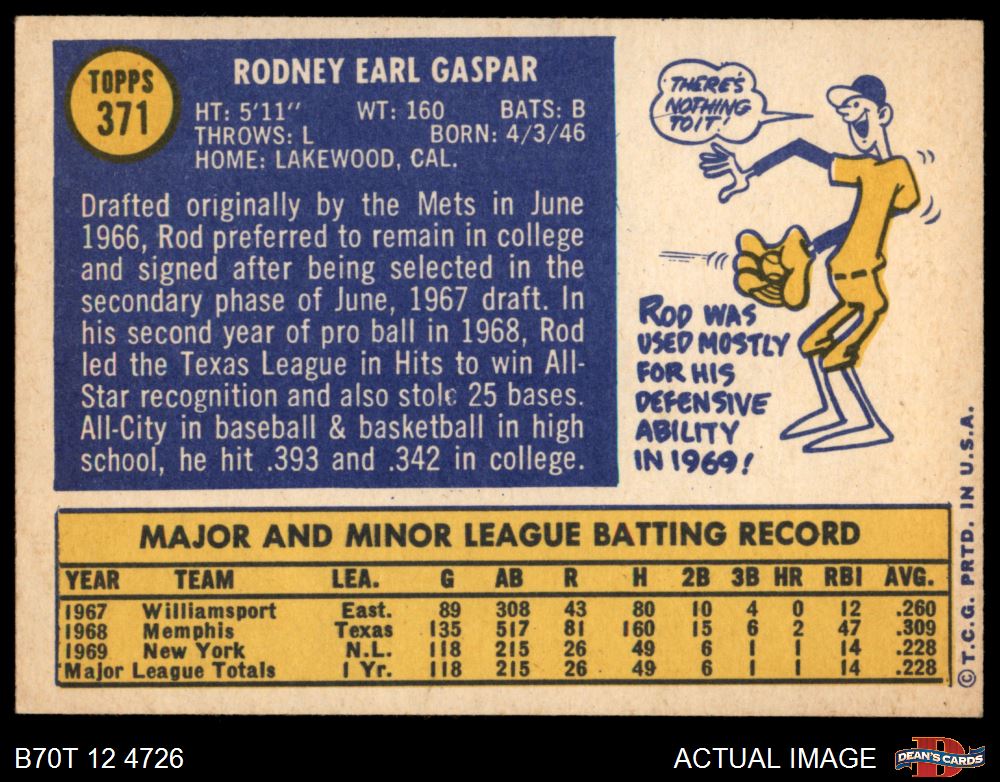 TOPPS
371
RODNEY EARL GASPAR
HT: 5'11" WT: 160 BATS: B
THROWS: L BORN: 4/3/46
HOME: LAKEWOOD, CAL.
Drafted originally by the Mets in June
1966, Rod preferred to remain in college
and signed after being selected in the
secondary phase of June, 1967 draft. In
his second year of pro ball in 1968, Rod
led the Texas League in Hits to win All-
Star recognition and also stole 25 bases.
All-City in baseball & basketball in high
school, he hit .393 and .342 in college.
THERE'S
NOTHING
TO IT!
ROD WAS
USED MOSTLY
FOR HIS
DEFENSIVE
ABILITY
IN 1969!
MAJOR AND MINOR LEAGUE BATTING RECORD
YEAR TEAM LEA. G AB R H 2B 3B HR RBI AVG.
1967 Williamsport East. 89 308 43 80 10 4 0 12 .260
1968 Memphis Texas 135 517 81 160 15 6 2 47 .309
1969 New York N.L. 118 215 26 49 6 1 1 14 .228
Major League Totals 1 Yr. 118 215 26 49 6 1 1 14 .228
©T.C.G. PRTD. IN U.S.A.
B70T 12 4726
ACTUAL IMAGE
D
DEAN'S CARDS